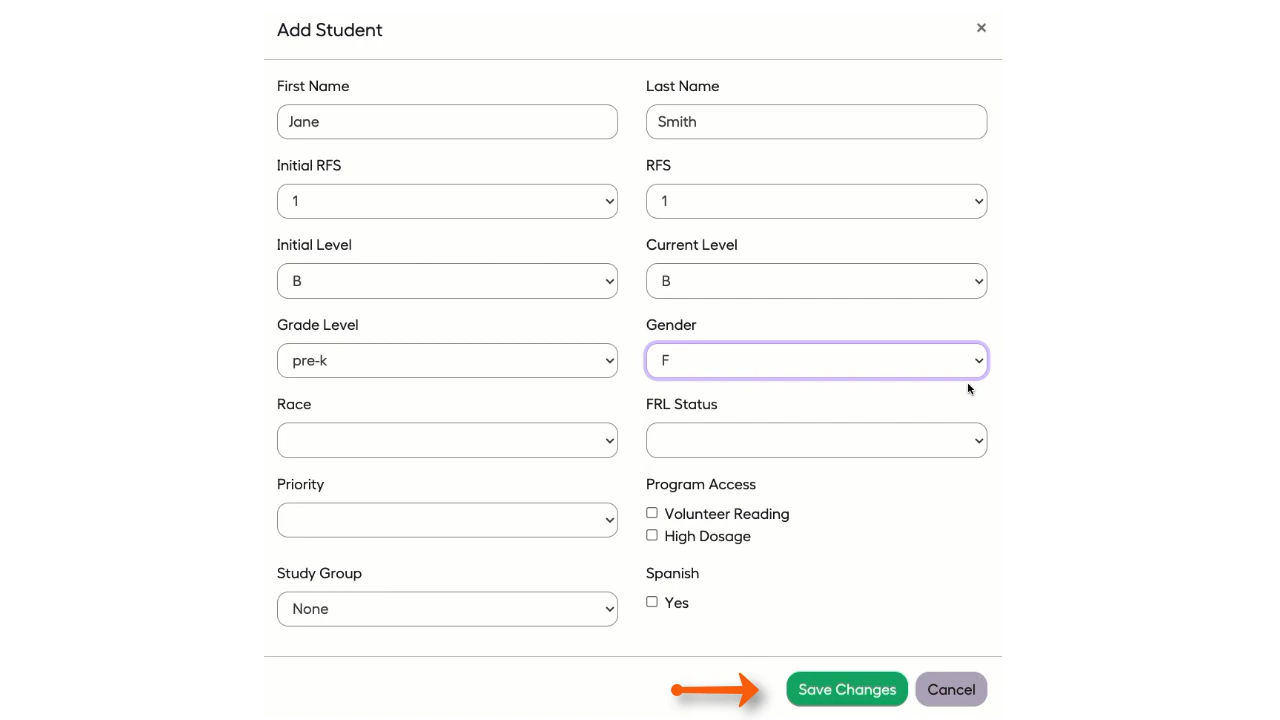 Add Student ×
First Name Last Name
Jane Smith
Initial RFS RFS
1 1
Initial Level Current Level
B B
Grade Level Gender
pre-k F
Race FRL Status
Priority Program Access
Volunteer Reading
High Dosage
Study Group Spanish
None Yes
Save Changes Cancel